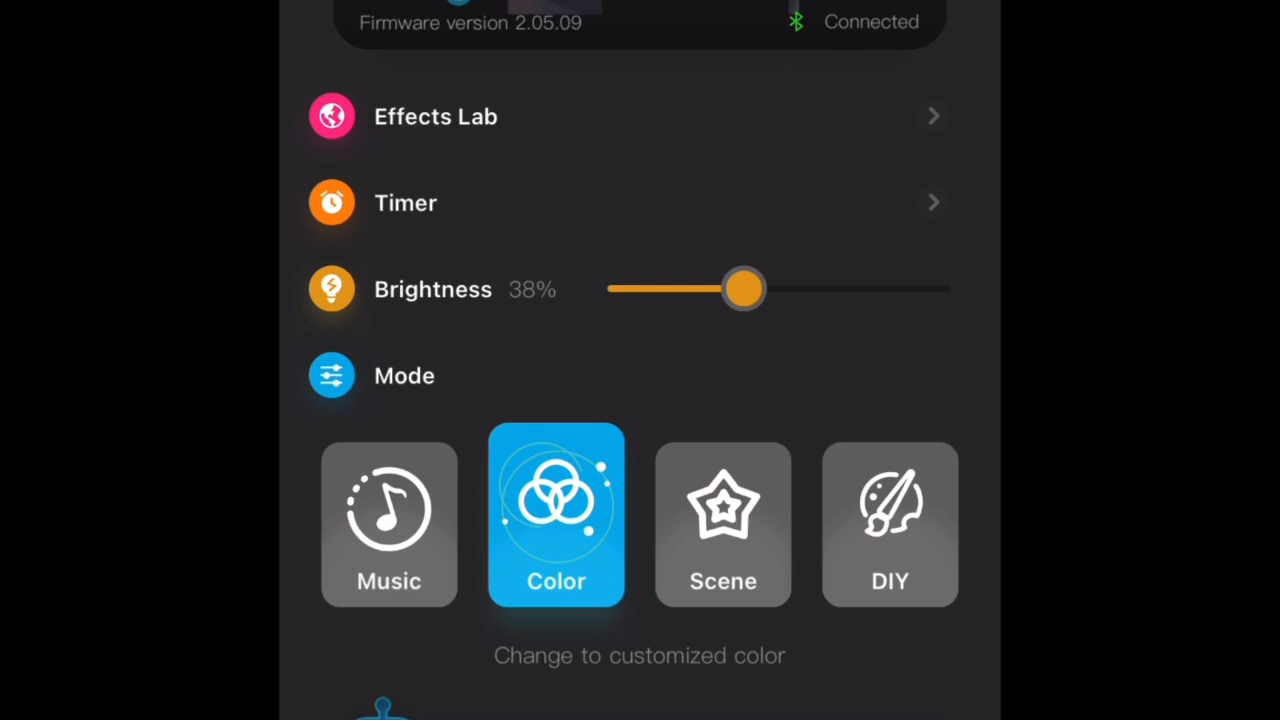 Firmware version 2.05.09 Connected
Effects Lab
Timer
Brightness 38%
Mode
Music Color Scene DIY
Change to customized color